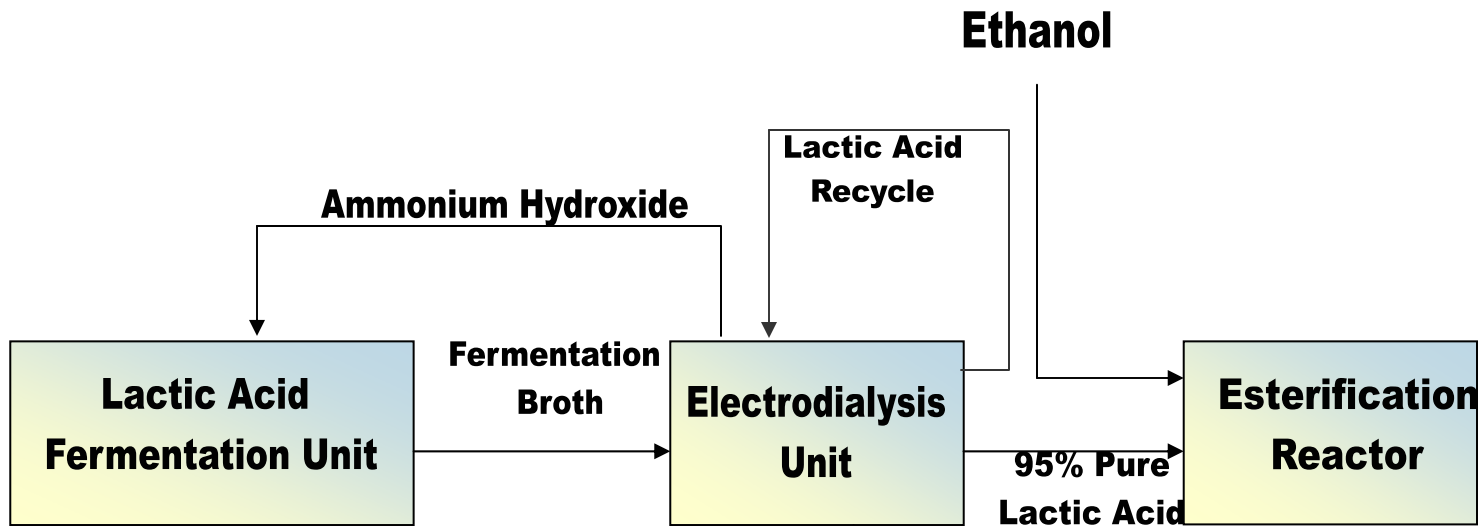 Ethanol
Lactic Acid
Recycle
Ammonium Hydroxide
Lactic Acid
Fermentation Unit
Fermentation
Broth
Electrodialysis
Unit
95% Pure
Lactic Acid
Esterification
Reactor